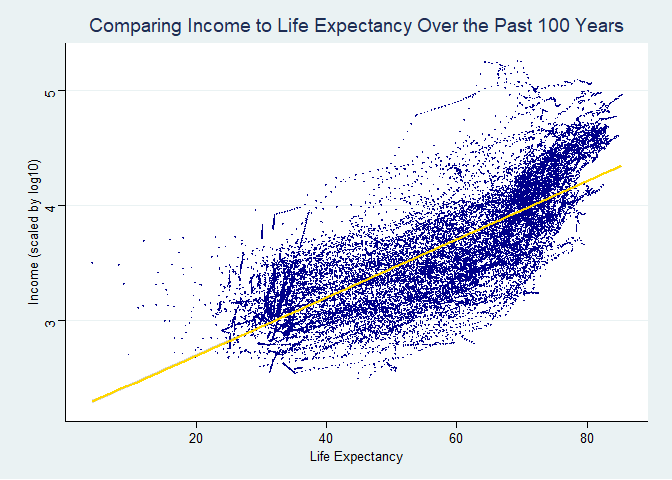 Comparing Income to Life Expectancy Over the Past 100 Years
Income (scaled by log10)
5
4
3
20 40 60 80
Life Expectancy